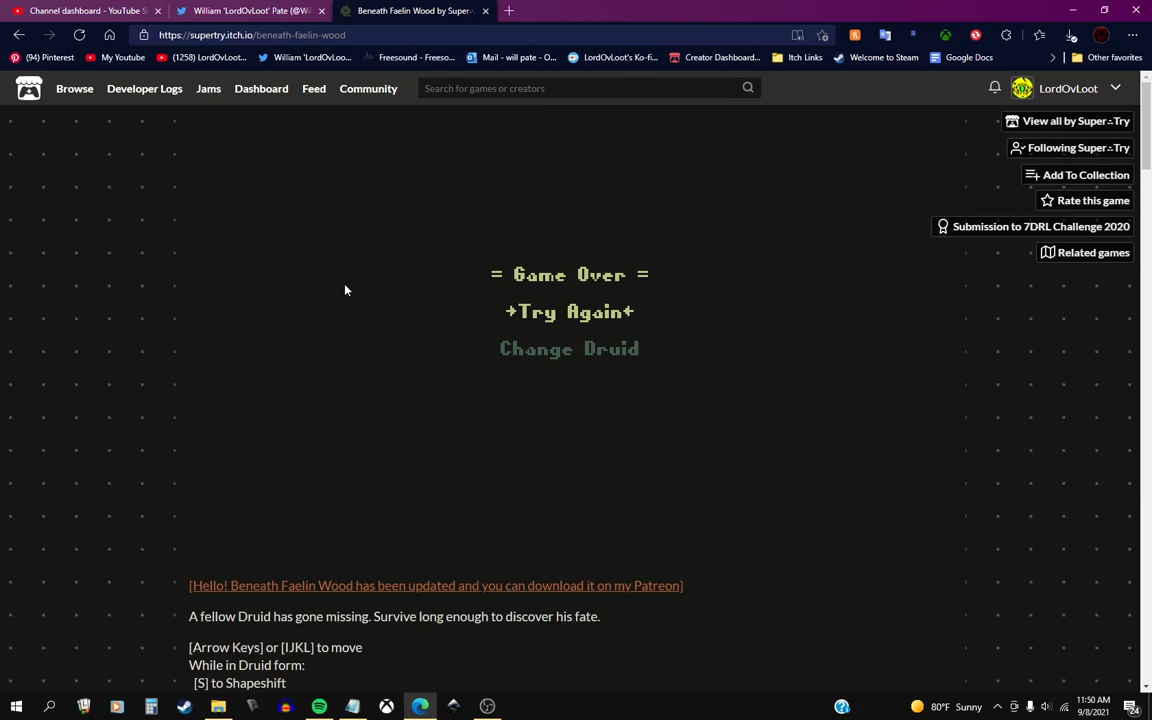 Channel dashboard - YouTube S
William 'LordOvLoot' Pate (@Wi
Beneath Faelin Wood by Super
https://supertry.itch.io/beneath-faelin-wood
(94) Pinterest
My Youtube
(1258) LordOvLoot...
William 'LordOvLoo...
Freesound - Freeso...
Mail - will pate - O...
LordOvLoot's Ko-fi...
Creator Dashboard...
Itch Links
Welcome to Steam
Google Docs
Other favorites
Browse
Developer Logs
Jams
Dashboard
Feed
Community
Search for games or creators
LordOvLoot
View all by Super∴Try
Following Super∴Try
Add To Collection
Rate this game
Submission to 7DRL Challenge 2020
Related games
= Game Over =
Try Again
Change Druid
[Hello! Beneath Faelin Wood has been updated and you can download it on my Patreon]
A fellow Druid has gone missing. Survive long enough to discover his fate.
[Arrow Keys] or [IJKL] to move
While in Druid form:
[S] to Shapeshift
80°F Sunny
11:50 AM
9/8/2021
24